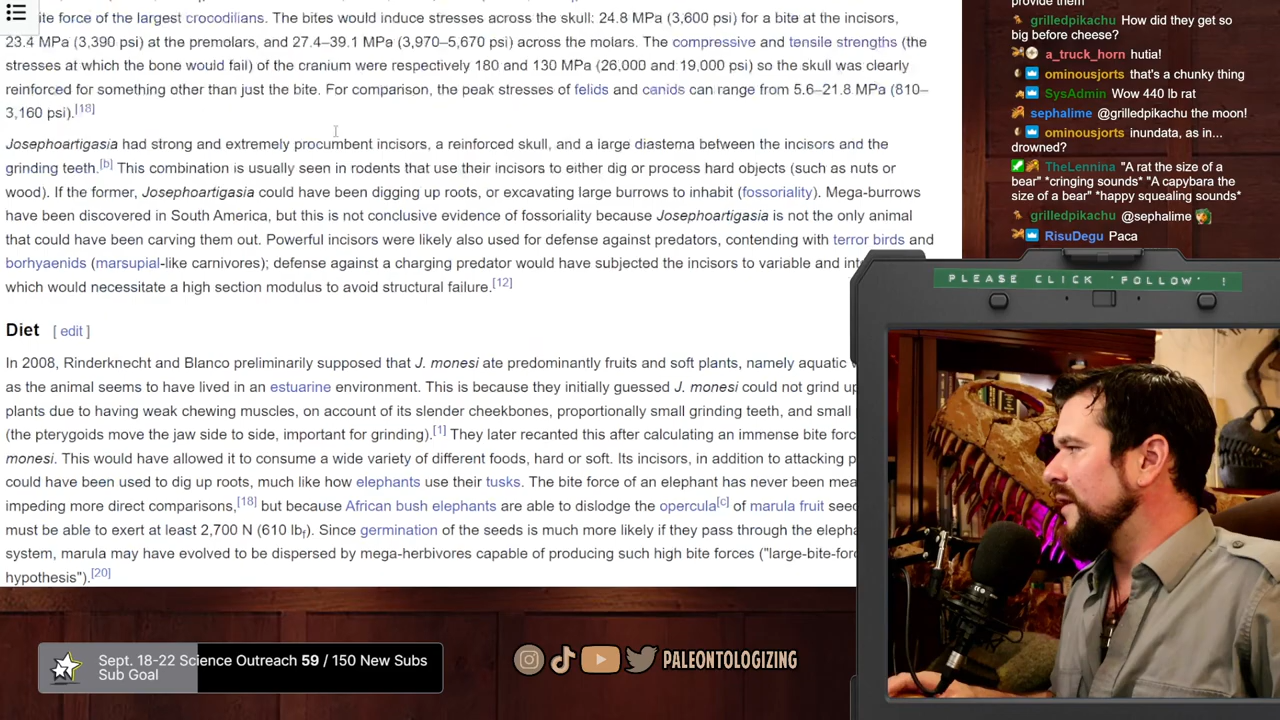 ite force of the largest crocodilians. The bites would induce stresses across the skull: 24.8 MPa (3,600 psi) for a bite at the incisors,
23.4 MPa (3,390 psi) at the premolars, and 27.4–39.1 MPa (3,970–5,670 psi) across the molars. The compressive and tensile strengths (the
stresses at which the bone would fail) of the cranium were respectively 180 and 130 MPa (26,000 and 19,000 psi) so the skull was clearly
reinforced for something other than just the bite. For comparison, the peak stresses of felids and canids can range from 5.6–21.8 MPa (810–
3,160 psi).[18]
Josephoartigasia had strong and extremely procumbent incisors, a reinforced skull, and a large diastema between the incisors and the
grinding teeth.[b] This combination is usually seen in rodents that use their incisors to either dig or process hard objects (such as nuts or
wood). If the former, Josephoartigasia could have been digging up roots, or excavating large burrows to inhabit (fossoriality). Mega-burrows
have been discovered in South America, but this is not conclusive evidence of fossoriality because Josephoartigasia is not the only animal
that could have been carving them out. Powerful incisors were likely also used for defense against predators, contending with terror birds and
borhyaenids (marsupial-like carnivores); defense against a charging predator would have subjected the incisors to variable and int
which would necessitate a high section modulus to avoid structural failure.[12]
Diet [ edit ]
In 2008, Rinderknecht and Blanco preliminarily supposed that J. monesi ate predominantly fruits and soft plants, namely aquatic
as the animal seems to have lived in an estuarine environment. This is because they initially guessed J. monesi could not grind up
plants due to having weak chewing muscles, on account of its slender cheekbones, proportionally small grinding teeth, and small
(the pterygoids move the jaw side to side, important for grinding).[1] They later recanted this after calculating an immense bite forc
monesi. This would have allowed it to consume a wide variety of different foods, hard or soft. Its incisors, in addition to attacking p
could have been used to dig up roots, much like how elephants use their tusks. The bite force of an elephant has never been mea
impeding more direct comparisons,[18] but because African bush elephants are able to dislodge the opercula[c] of marula fruit see
must be able to exert at least 2,700 N (610 lbf). Since germination of the seeds is much more likely if they pass through the elepha
system, marula may have evolved to be dispersed by mega-herbivores capable of producing such high bite forces ("large-bite-for
hypothesis").[20]
provide them
grilledpikachu How did they get so
big before cheese?
a_truck_horn hutia!
ominousjorts that's a chunky thing
SysAdmin Wow 440 lb rat
sephalime @grilledpikachu the moon!
ominousjorts inundata, as in...
drowned?
TheLennina "A rat the size of a
bear" *cringing sounds* "A capybara the
size of a bear" *happy squealing sounds*
grilledpikachu @sephalime
RisuDegu Paca
PLEASE CLICK 'FOLLOW' !
Sept. 18-22 Science Outreach 59 / 150 New Subs
Sub Goal
PALEONTOLOGIZING